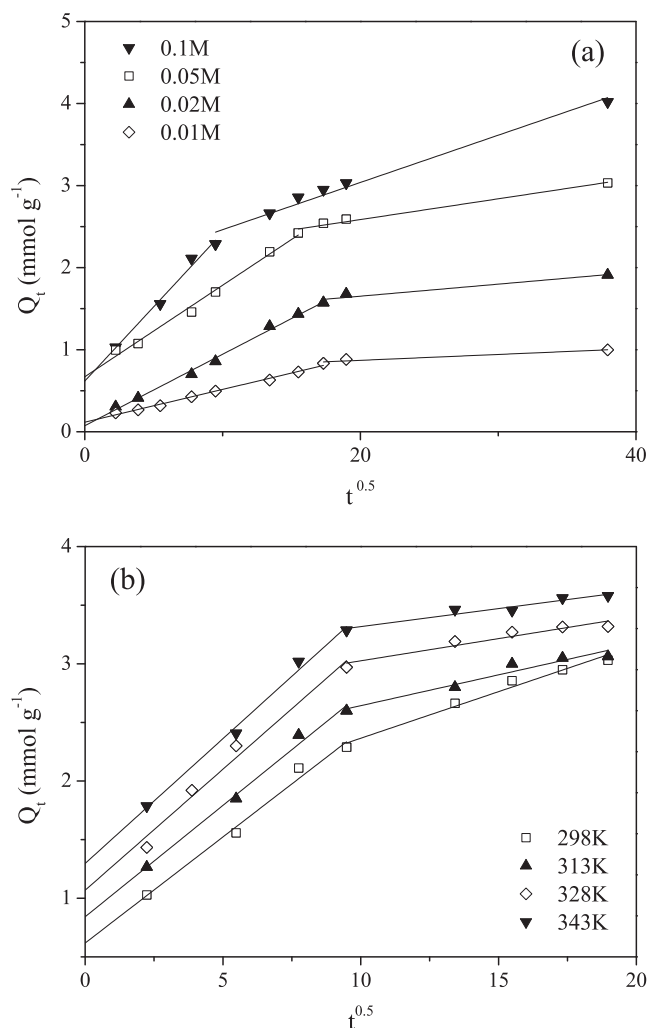 5
4
3
2
1
0
Q_t (mmol g^-1)
▼ 0.1M
□ 0.05M
▲ 0.02M
◇ 0.01M
(a)
0 20 40
t^0.5
4
3
2
1
Q_t (mmol g^-1)
(b)
□ 298K
▲ 313K
◇ 328K
▼ 343K
0 5 10 15 20
t^0.5